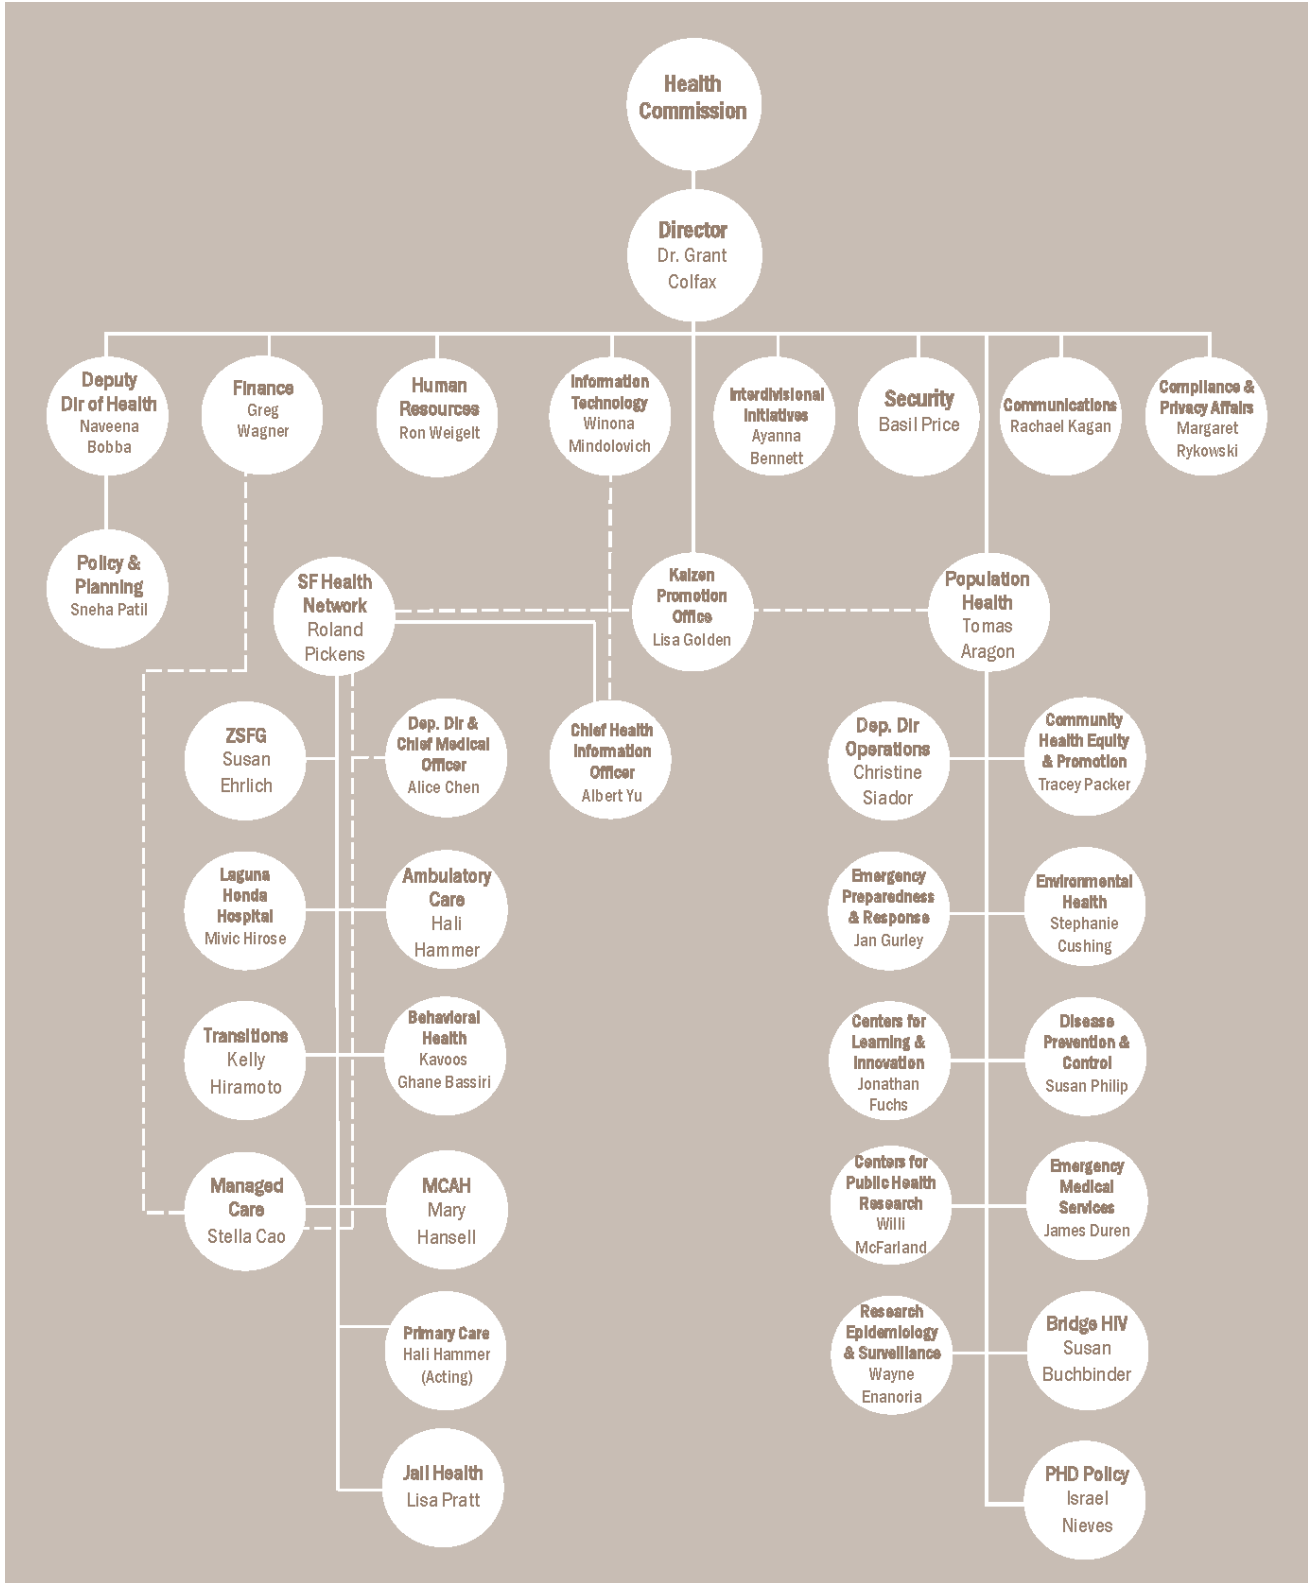 Health
Commission
Director
Dr. Grant
Colfax
Deputy
Dir of Health
Naveena
Bobba
Finance
Greg
Wagner
Human
Resources
Ron Weigelt
Information
Technology
Winona
Mindolovich
Interdivisional
Initiatives
Ayanna
Bennett
Security
Basil Price
Communications
Rachael Kagan
Compliance &
Privacy Affairs
Margaret
Rykowski
Policy &
Planning
Sneha Patil
SF Health
Network
Roland
Pickens
Kaizen
Promotion
Office
Lisa Golden
Population
Health
Tomas
Aragon
ZSFG
Susan
Ehrlich
Dep. Dir &
Chief Medical
Officer
Alice Chen
Chief Health
Information
Officer
Albert Yu
Dep. Dir
Operations
Christine
Siador
Community
Health Equity
& Promotion
Tracey Packer
Laguna
Honda
Hospital
Mivic Hirose
Ambulatory
Care
Hali
Hammer
Emergency
Preparedness
& Response
Jan Gurley
Environmental
Health
Stephanie
Cushing
Transitions
Kelly
Hiramoto
Behavioral
Health
Kavoos
Ghane Bassiri
Centers for
Learning &
Innovation
Jonathan
Fuchs
Disease
Prevention &
Control
Susan Philip
Managed
Care
Stella Cao
MCAH
Mary
Hansell
Centers for
Public Health
Research
Willi
McFarland
Emergency
Medical
Services
James Duren
Primary Care
Hali Hammer
(Acting)
Research
Epidemiology
& Surveillance
Wayne
Enanoria
Bridge HIV
Susan
Buchbinder
Jail Health
Lisa Pratt
PHD Policy
Israel
Nieves